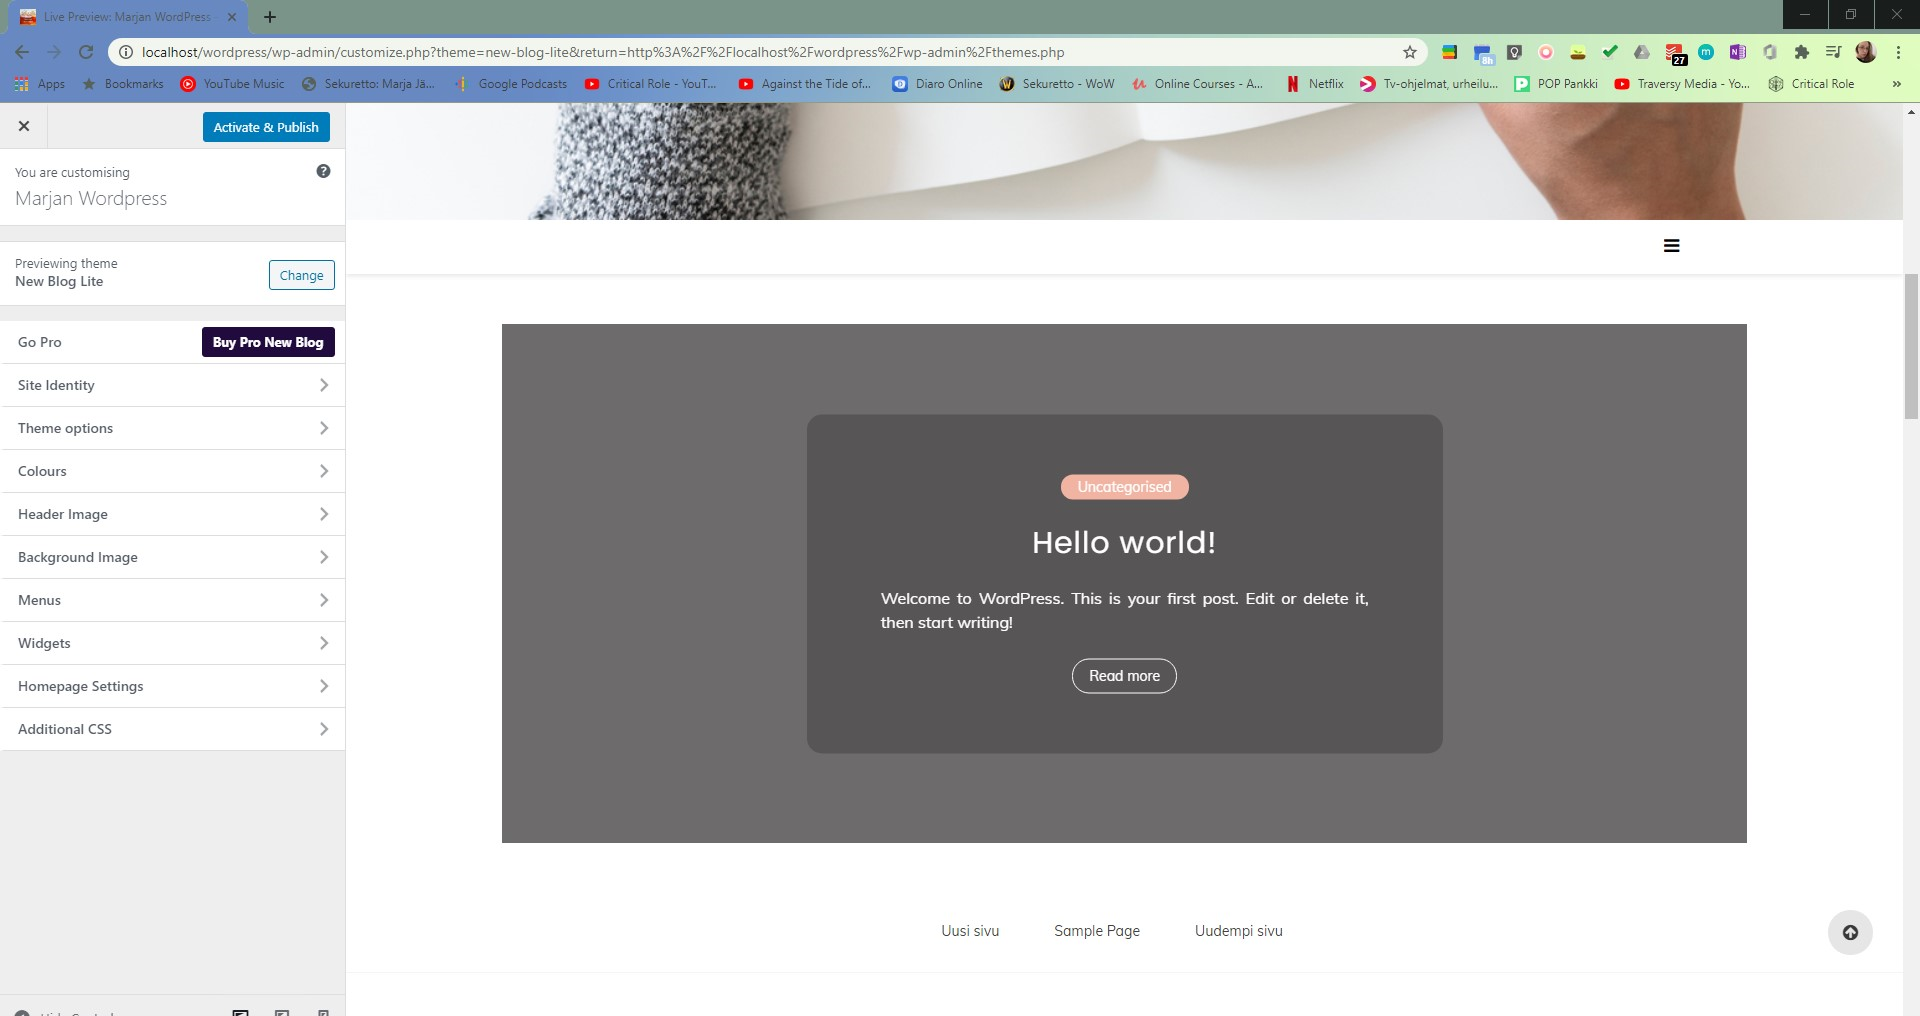 Live Preview: Marjan WordPress
localhost/wordpress/wp-admin/customize.php?theme=new-blog-lite&return=http%3A%2F%2Flocalhost%2Fwordpress%2Fwp-admin%2Fthemes.php
8h
27
Apps Bookmarks YouTube Music Sekuretto: Marja Jä... Google Podcasts Critical Role - YouT... Against the Tide of... Diaro Online Sekuretto - WoW Online Courses - A... Netflix Tv-ohjelmat, urheilu... POP Pankki Traversy Media - Yo... Critical Role »
Activate & Publish
You are customising
Marjan Wordpress
Previewing theme
New Blog Lite
Change
Go Pro
Buy Pro New Blog
Site Identity
Theme options
Colours
Header Image
Background Image
Menus
Widgets
Homepage Settings
Additional CSS
Uncategorised
Hello world!
Welcome to WordPress. This is your first post. Edit or delete it,
then start writing!
Read more
Uusi sivu Sample Page Uudempi sivu